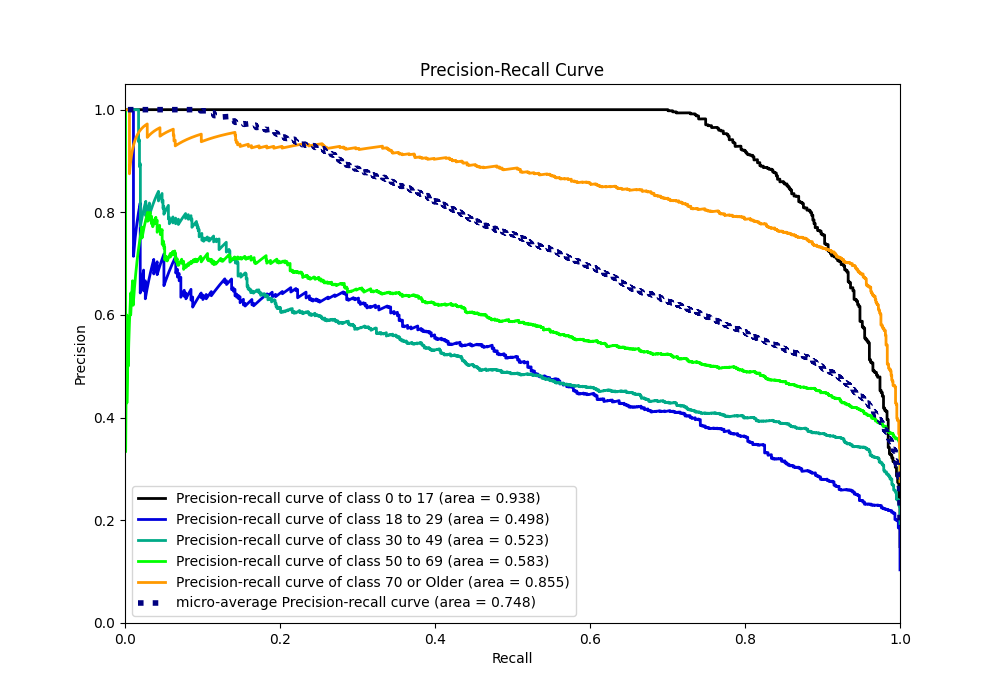 Precision-Recall Curve
1.0
0.8
0.6
0.4
0.2
0.0
Precision
Precision-recall curve of class 0 to 17 (area = 0.938)
Precision-recall curve of class 18 to 29 (area = 0.498)
Precision-recall curve of class 30 to 49 (area = 0.523)
Precision-recall curve of class 50 to 69 (area = 0.583)
Precision-recall curve of class 70 or Older (area = 0.855)
micro-average Precision-recall curve (area = 0.748)
0.0 0.2 0.4 0.6 0.8 1.0
Recall